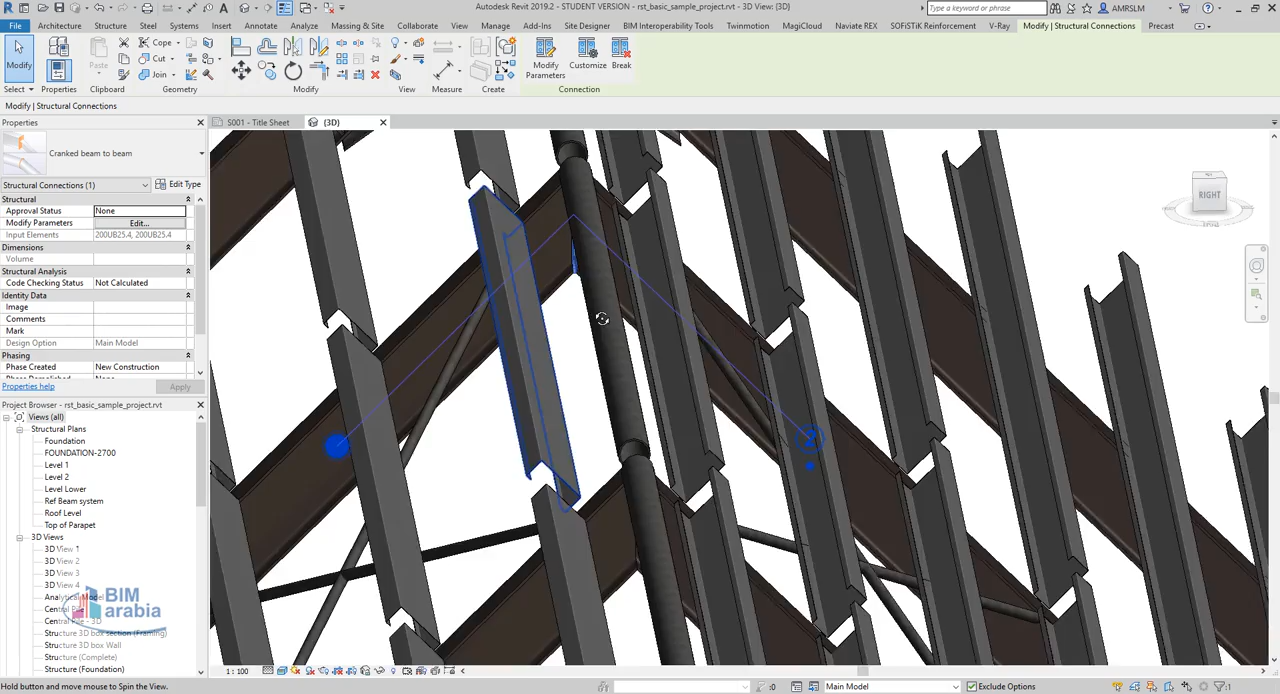 Autodesk Revit 2019.2 - STUDENT VERSION - rst_basic_sample_project.rvt - 3D View: {3D}
Type a keyword or phrase
AMRSLM
File Architecture Structure Steel Systems Insert Annotate Analyze Massing & Site Collaborate View Manage Add-Ins Site Designer BIM Interoperability Tools MagiCloud Naviate REX SOFiSTiK Reinforcement V-Ray Modify | Structural Connections Precast
Modify
Paste
Cope
Cut
Join
Modify Parameters
Customize
Break
Select Properties Clipboard Geometry Modify View Measure Create Connection
Modify | Structural Connections
Properties
S001 - Title Sheet
{3D}
Cranked beam to beam
Structural Connections (1)
Edit Type
Structural
Approval Status None
Modify Parameters Edit...
Input Elements 200UB25.4, 200UB25.4
Dimensions
Volume
Structural Analysis
Code Checking Status Not Calculated
Identity Data
Image
Comments
Mark
Design Option Main Model
Phasing
Phase Created New Construction
Properties help
Apply
Project Browser - rst_basic_sample_project.rvt
Views (all)
Structural Plans
Foundation
FOUNDATION-2700
Level 1
Level 2
Level Lower
Ref Beam system
Roof Level
Top of Parapet
3D Views
3D View 1
3D View 2
3D View 3
3D View 4
Structure 3D box section (Framing)
Structure 3D box Wall
Structure (Complete)
Structure (Foundation)
BIM
arabia
RIGHT
2
1 : 100
Hold button and move mouse to Spin the View.
:0
Main Model
Exclude Options
:1